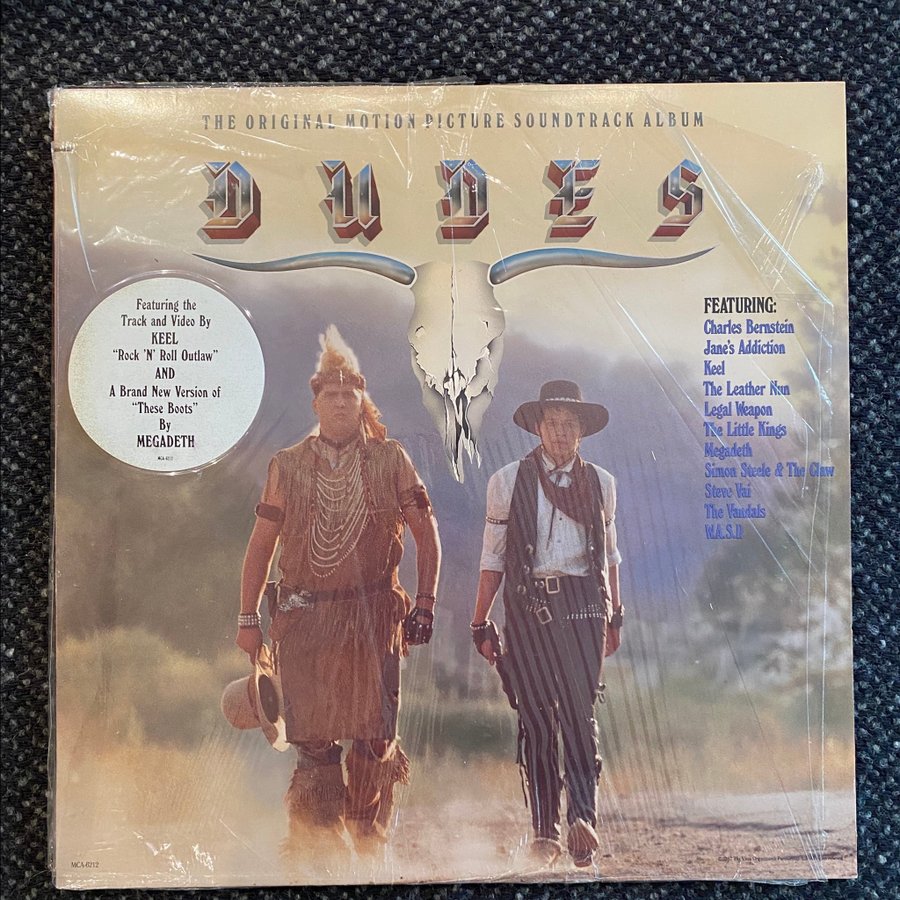 THE ORIGINAL MOTION PICTURE SOUNDTRACK ALBUM
DUDES
Featuring the
Track and Video By
KEEL
"Rock 'N' Roll Outlaw"
AND
A Brand New Version of
"These Boots"
By
MEGADETH
MCA-6212
FEATURING:
Charles Bernstein
Jane's Addiction
Keel
The Leather Nun
Legal Weapon
The Little Kings
Megadeth
Simon Steele & The Claw
Steve Vai
The Vandals
W.A.S.P.
MCA-6212